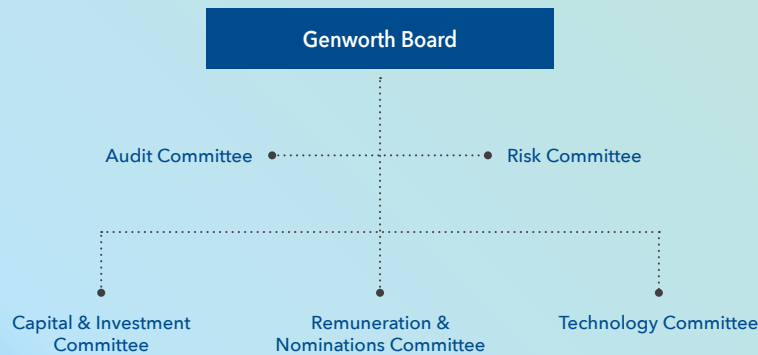 Genworth Board
Audit Committee
Risk Committee
Capital & Investment
Committee
Remuneration &
Nominations Committee
Technology Committee